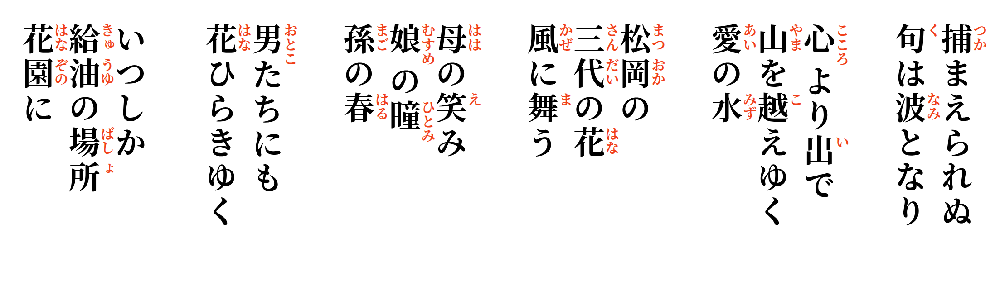 捕まえられぬ
句は波となり
心より出で
山を越えゆく
愛の水
松岡の
三代の花
風に舞う
母の笑み
娘の瞳
孫の春
男たちにも
花ひらきゆく
いつしか
給油の場所
花園に